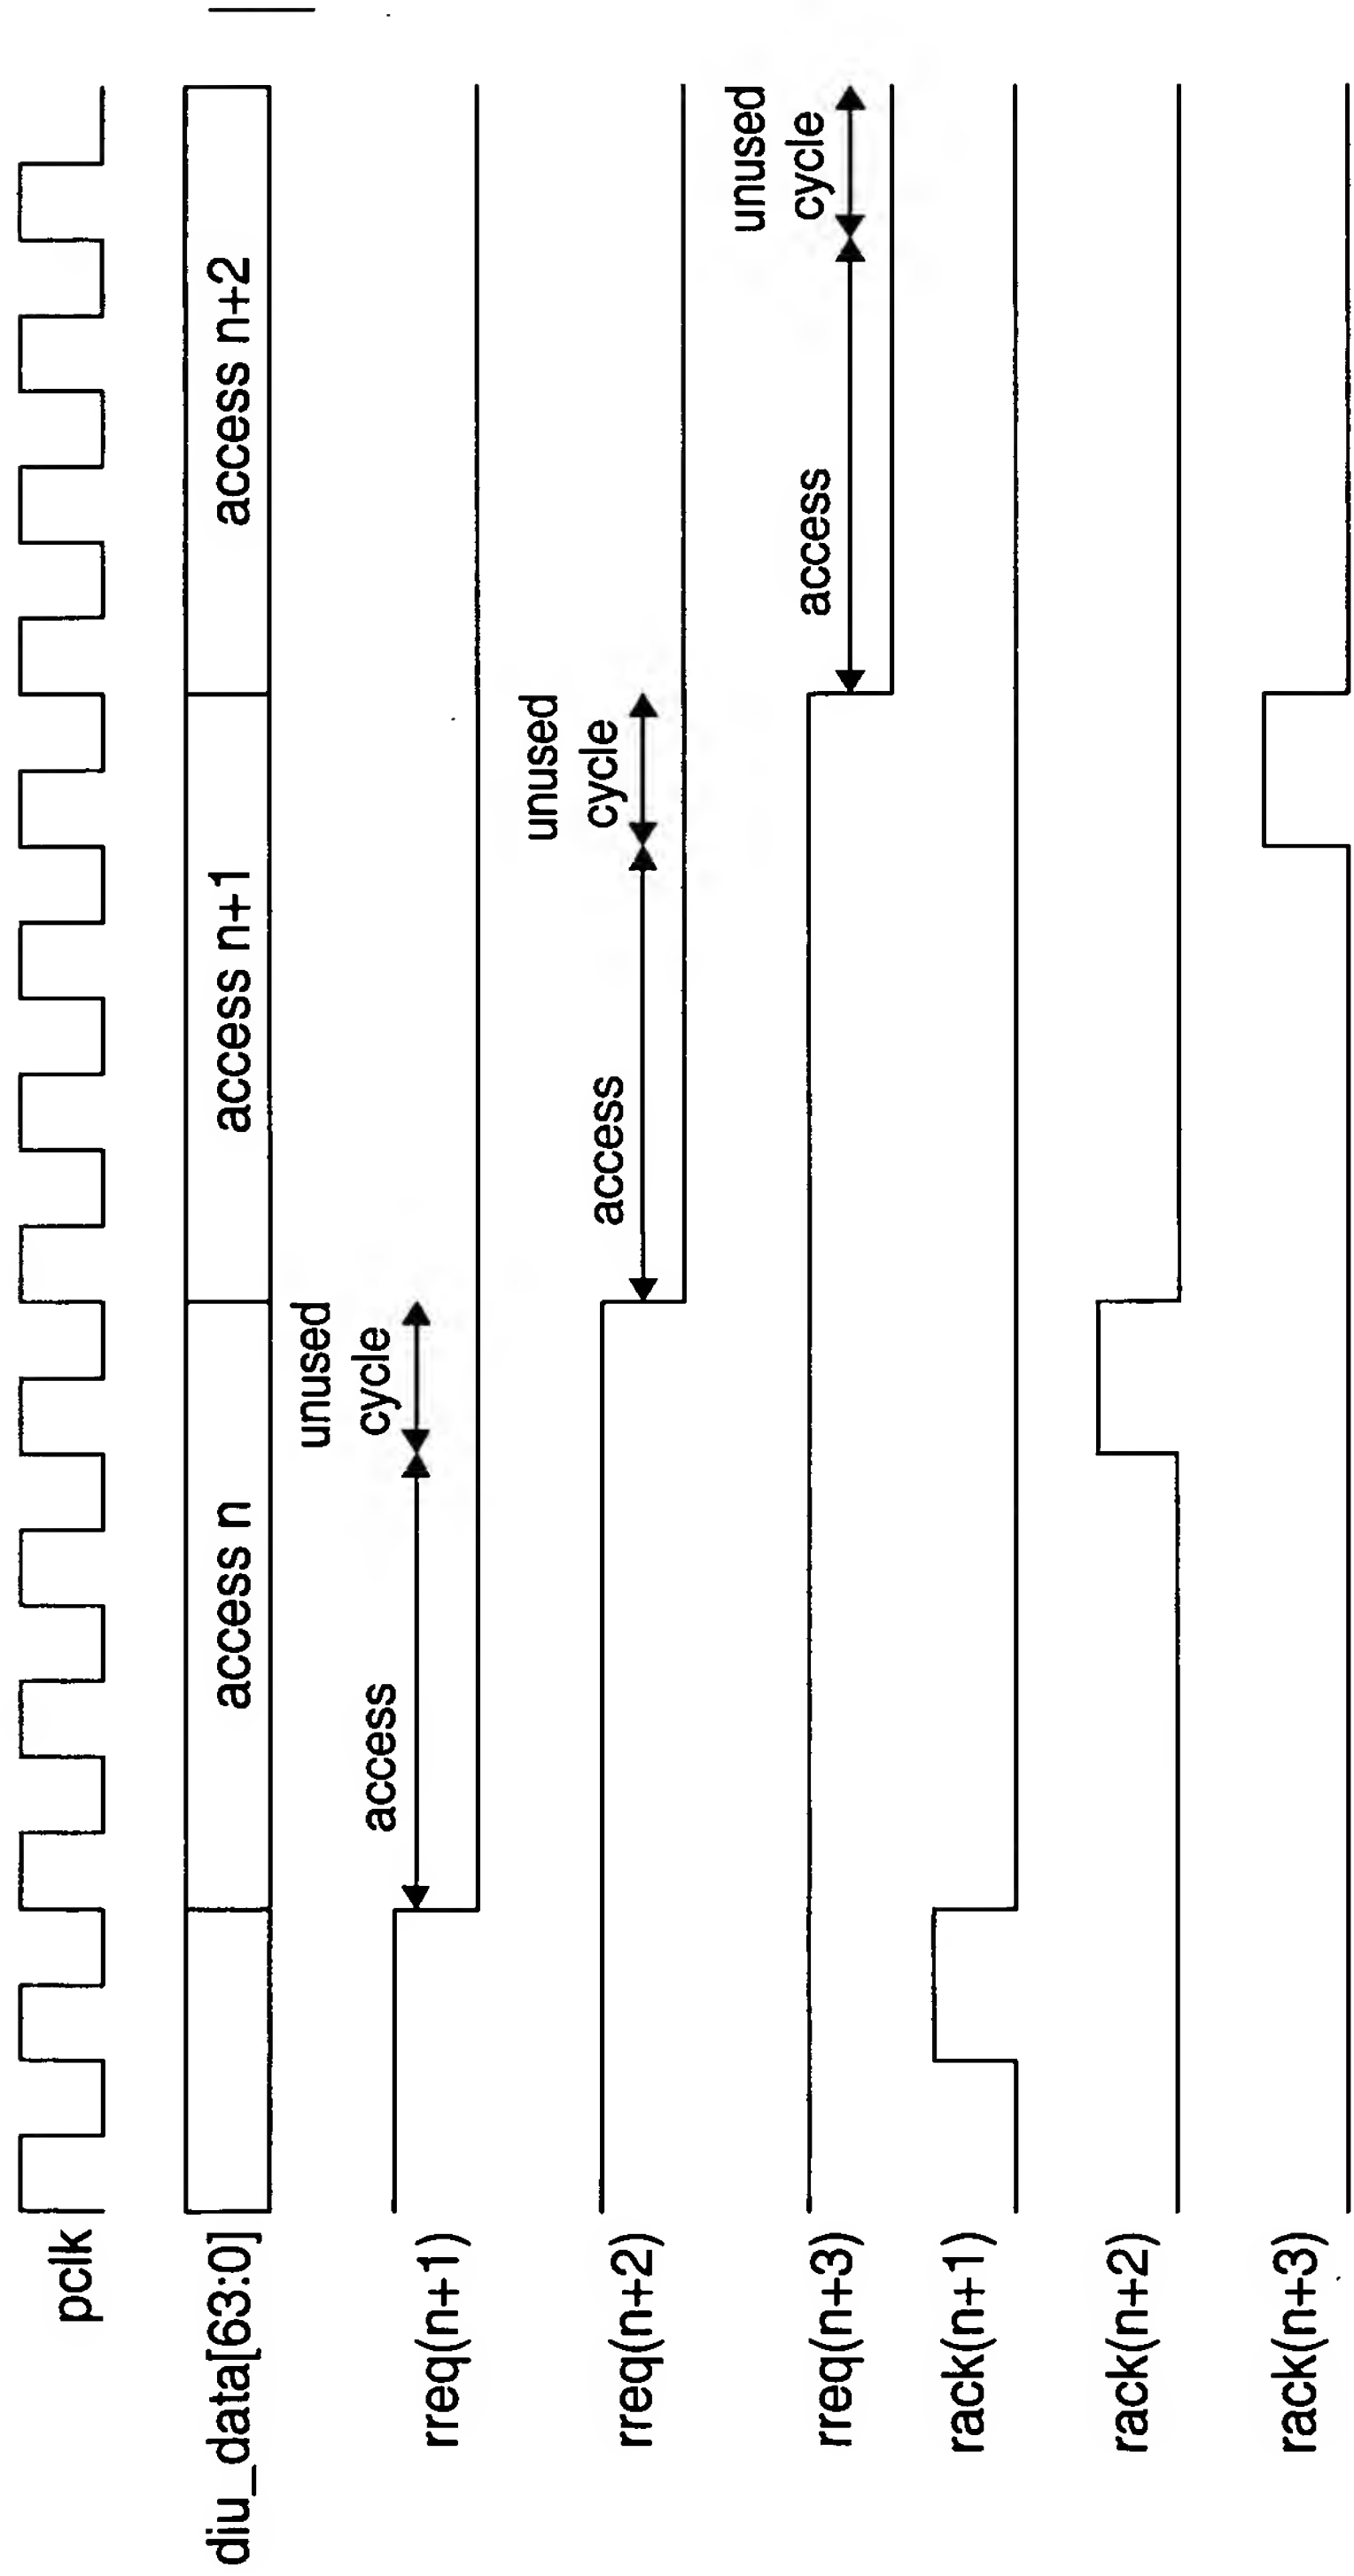 pclk
diu_data[63:0]
access n
access n+1
access n+2
rreq(n+1)
access
unused
cycle
rreq(n+2)
access
unused
cycle
rreq(n+3)
access
unused
cycle
rack(n+1)
rack(n+2)
rack(n+3)